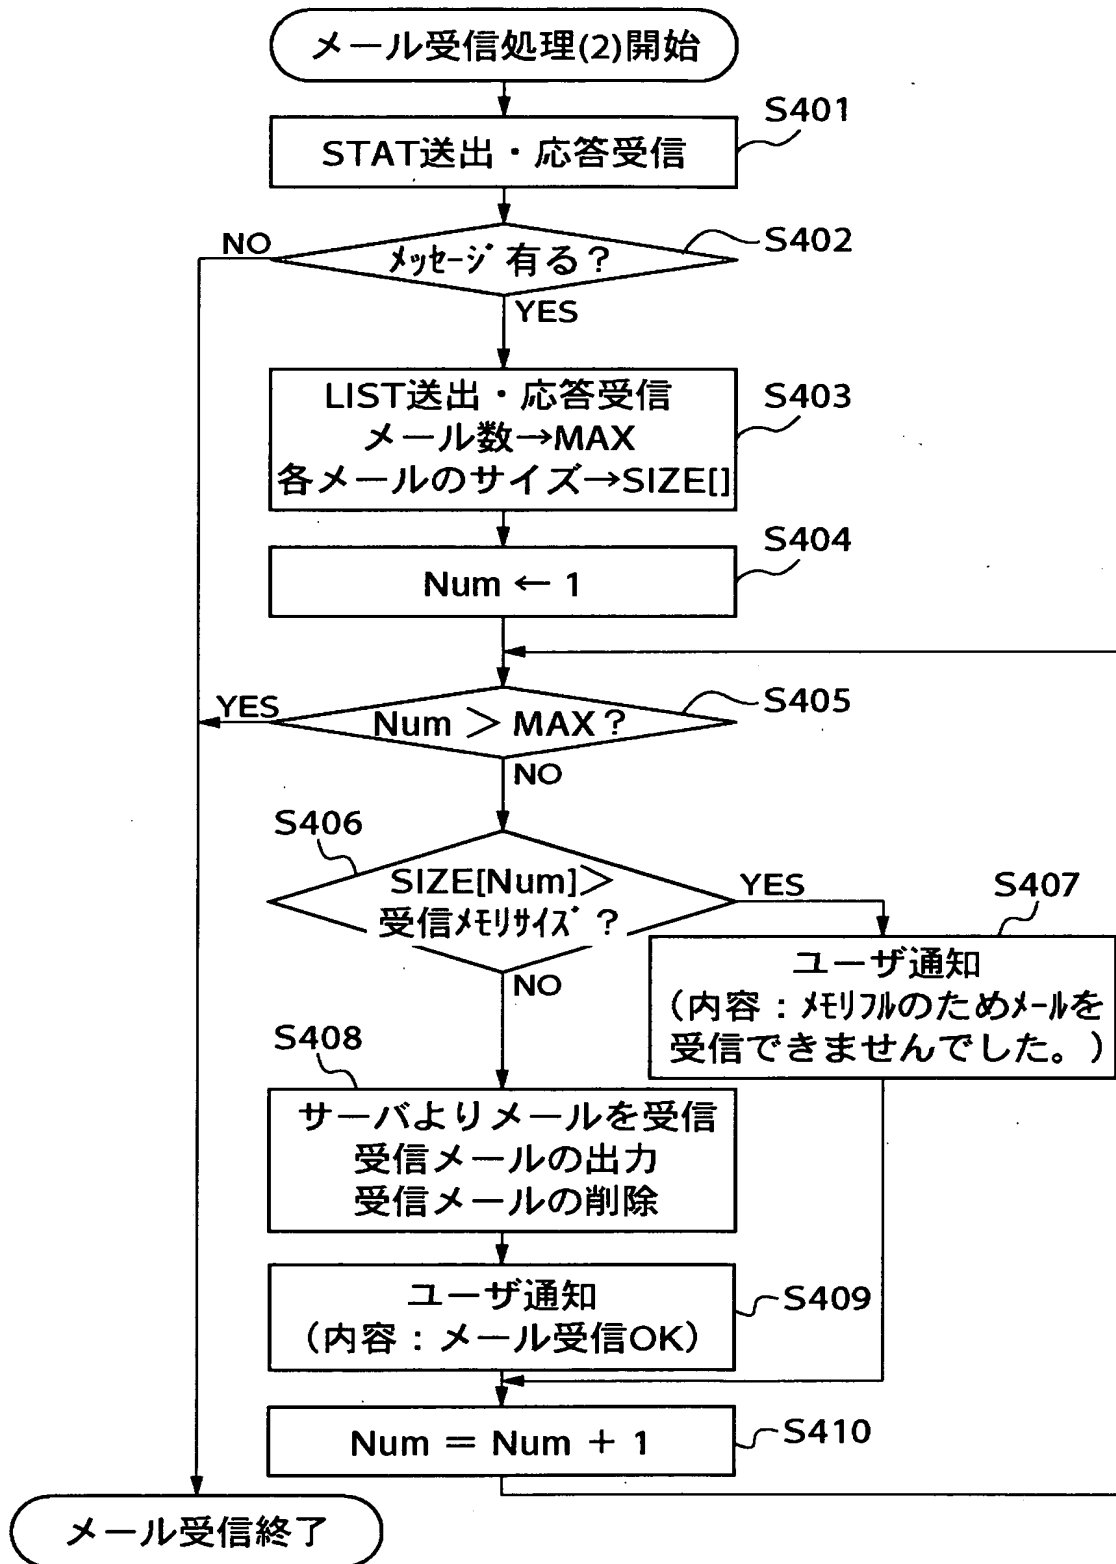 メール受信処理(2)開始
S401
STAT送出・応答受信
S402
NO
メッセージ有る?
YES
S403
LIST送出・応答受信
メール数→MAX
各メールのサイズ→SIZE[]
S404
Num ← 1
S405
YES
Num > MAX?
NO
S406
SIZE[Num]>
受信メモリサイズ?
YES
NO
S407
ユーザ通知
(内容:メモリフルのためメールを
受信できませんでした。)
S408
サーバよりメールを受信
受信メールの出力
受信メールの削除
S409
ユーザ通知
(内容:メール受信OK)
S410
Num = Num + 1
メール受信終了